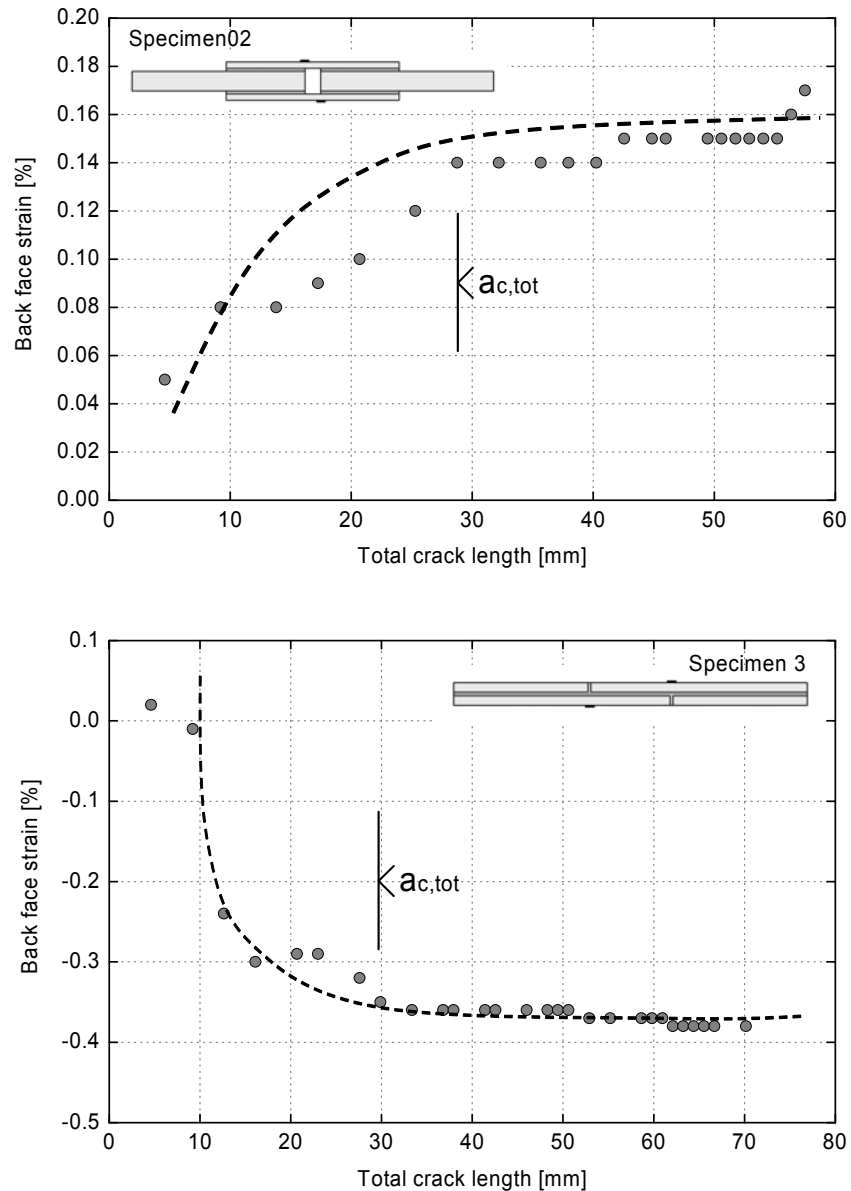 Specimen02
Back face strain [%]
0.20
0.18
0.16
0.14
0.12
0.10
0.08
0.06
0.04
0.02
0.00
ac,tot
0 10 20 30 40 50 60
Total crack length [mm]
Specimen 3
Back face strain [%]
0.1
0.0
-0.1
-0.2
-0.3
-0.4
-0.5
ac,tot
0 10 20 30 40 50 60 70 80
Total crack length [mm]